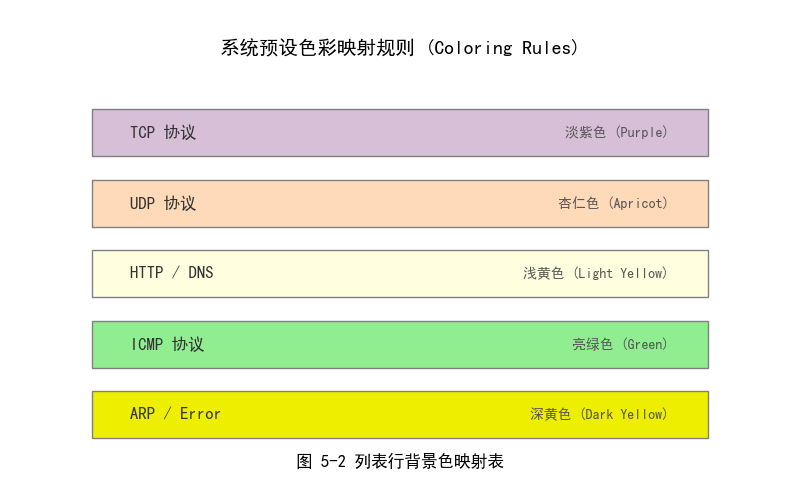 系统预设色彩映射规则 (Coloring Rules)
TCP 协议 淡紫色 (Purple)
UDP 协议 杏仁色 (Apricot)
HTTP / DNS 浅黄色 (Light Yellow)
ICMP 协议 亮绿色 (Green)
ARP / Error 深黄色 (Dark Yellow)
图 5-2 列表行背景色映射表